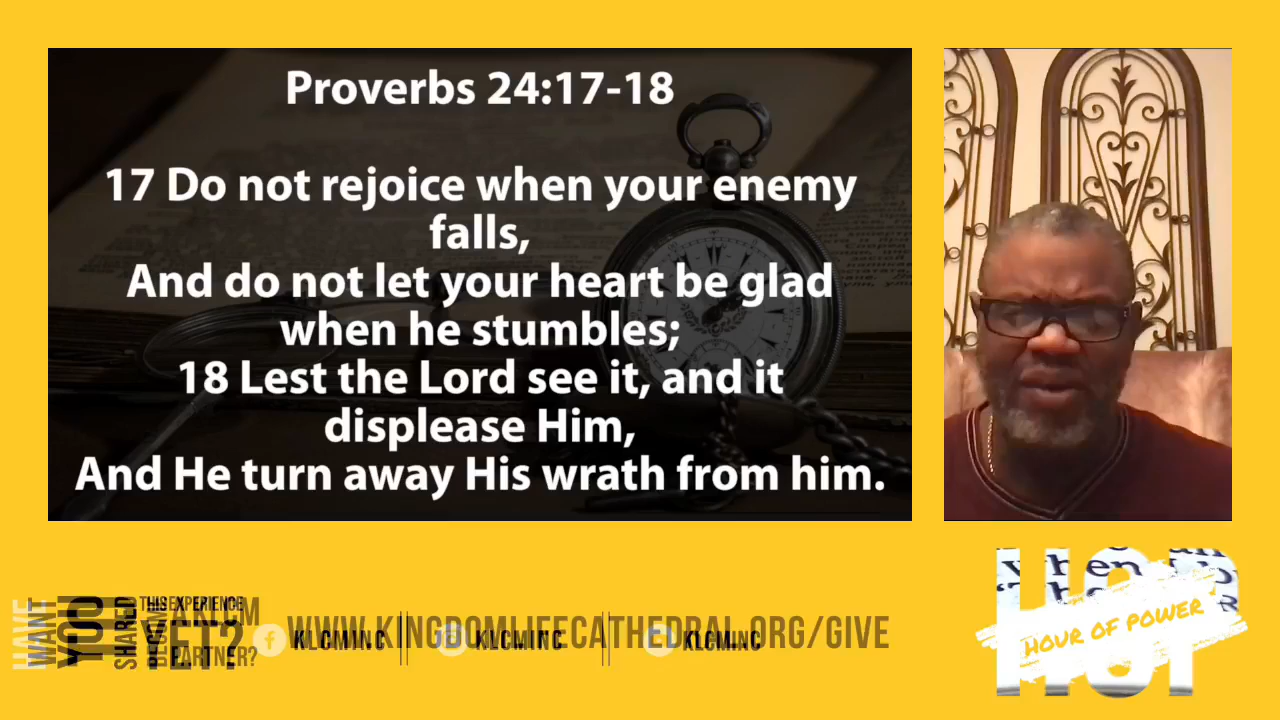 Proverbs 24:17-18
17 Do not rejoice when your enemy
falls,
And do not let your heart be glad
when he stumbles;
18 Lest the Lord see it, and it
displease Him,
And He turn away His wrath from him.
HAVE
WANT
YOU
SHARED
THIS EXPERIENCE
YET?
A KLCM
PARTNER?
KLCMINC
KLCMINC
KLCMINC
WWW.KINGDOMLIFECATHEDRAL.ORG/GIVE
HOP
HOUR OF POWER